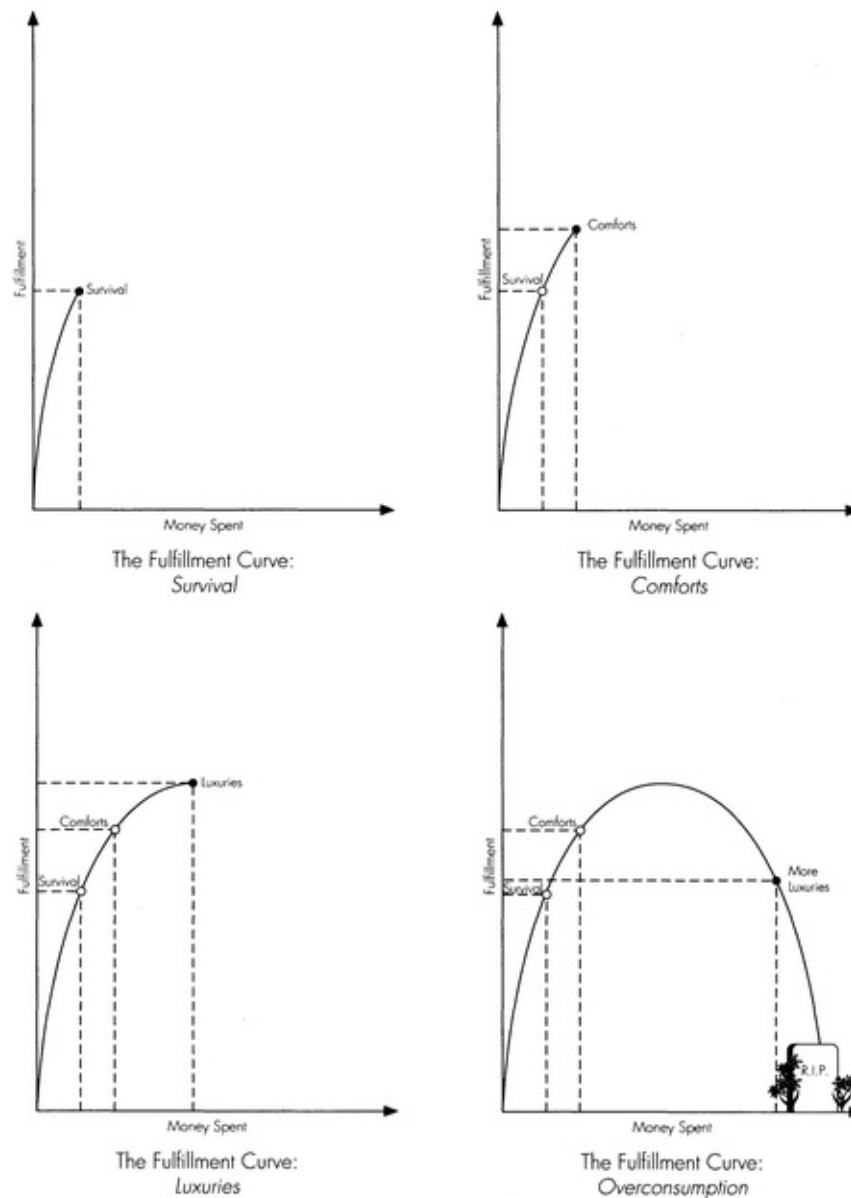 Fulfillment
Survival
Money Spent
The Fulfillment Curve:
Survival
Fulfillment
Comforts
Survival
Money Spent
The Fulfillment Curve:
Comforts
Fulfillment
Luxuries
Comforts
Survival
Money Spent
The Fulfillment Curve:
Luxuries
Fulfillment
Comforts
Survival
More
Luxuries
R.I.P.
Money Spent
The Fulfillment Curve:
Overconsumption